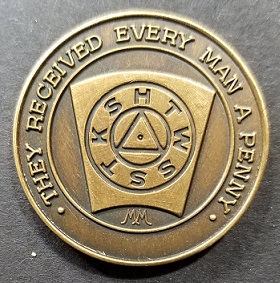 · THEY RECEIVED EVERY MAN A PENNY ·
HTWSSTKS
MM